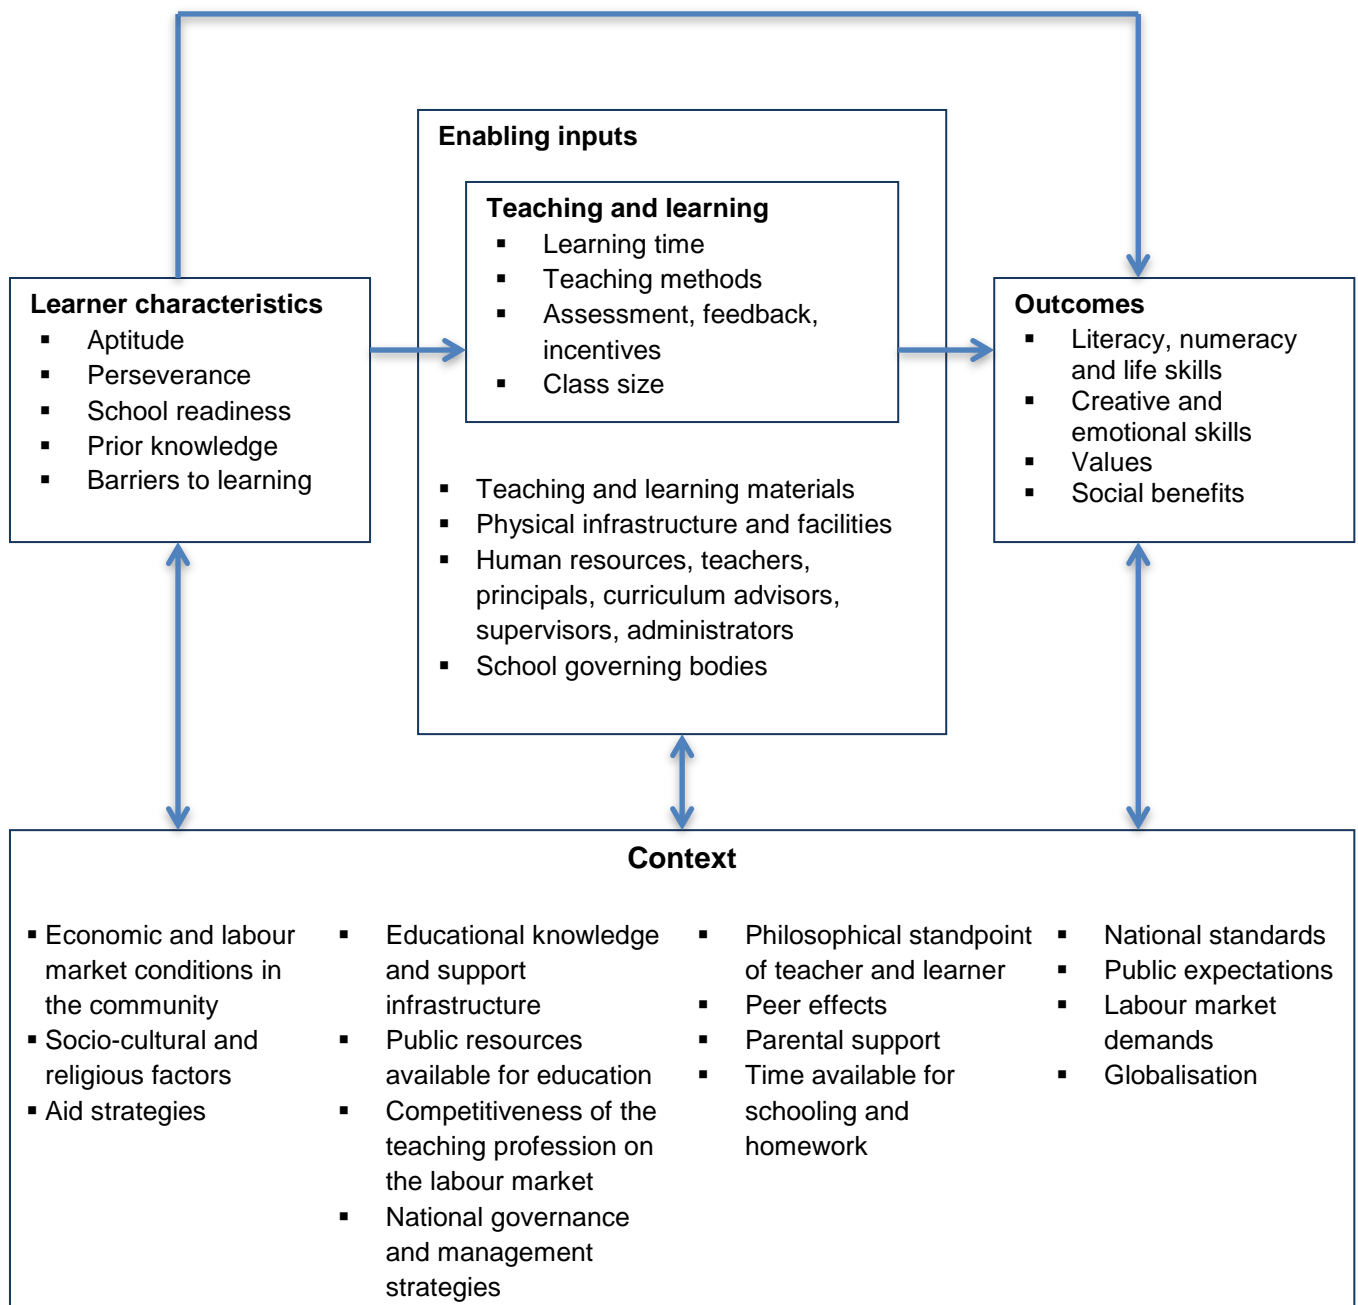 Enabling inputs
Teaching and learning
▪ Learning time
▪ Teaching methods
▪ Assessment, feedback,
incentives
▪ Class size
Learner characteristics
▪ Aptitude
▪ Perseverance
▪ School readiness
▪ Prior knowledge
▪ Barriers to learning
Outcomes
▪ Literacy, numeracy
and life skills
▪ Creative and
emotional skills
▪ Values
▪ Social benefits
▪ Teaching and learning materials
▪ Physical infrastructure and facilities
▪ Human resources, teachers,
principals, curriculum advisors,
supervisors, administrators
▪ School governing bodies
Context
▪ Economic and labour
market conditions in
the community
▪ Socio-cultural and
religious factors
▪ Aid strategies
▪ Educational knowledge
and support
infrastructure
▪ Public resources
available for education
▪ Competitiveness of the
teaching profession on
the labour market
▪ National governance
and management
strategies
▪ Philosophical standpoint
of teacher and learner
▪ Peer effects
▪ Parental support
▪ Time available for
schooling and
homework
▪ National standards
▪ Public expectations
▪ Labour market
demands
▪ Globalisation